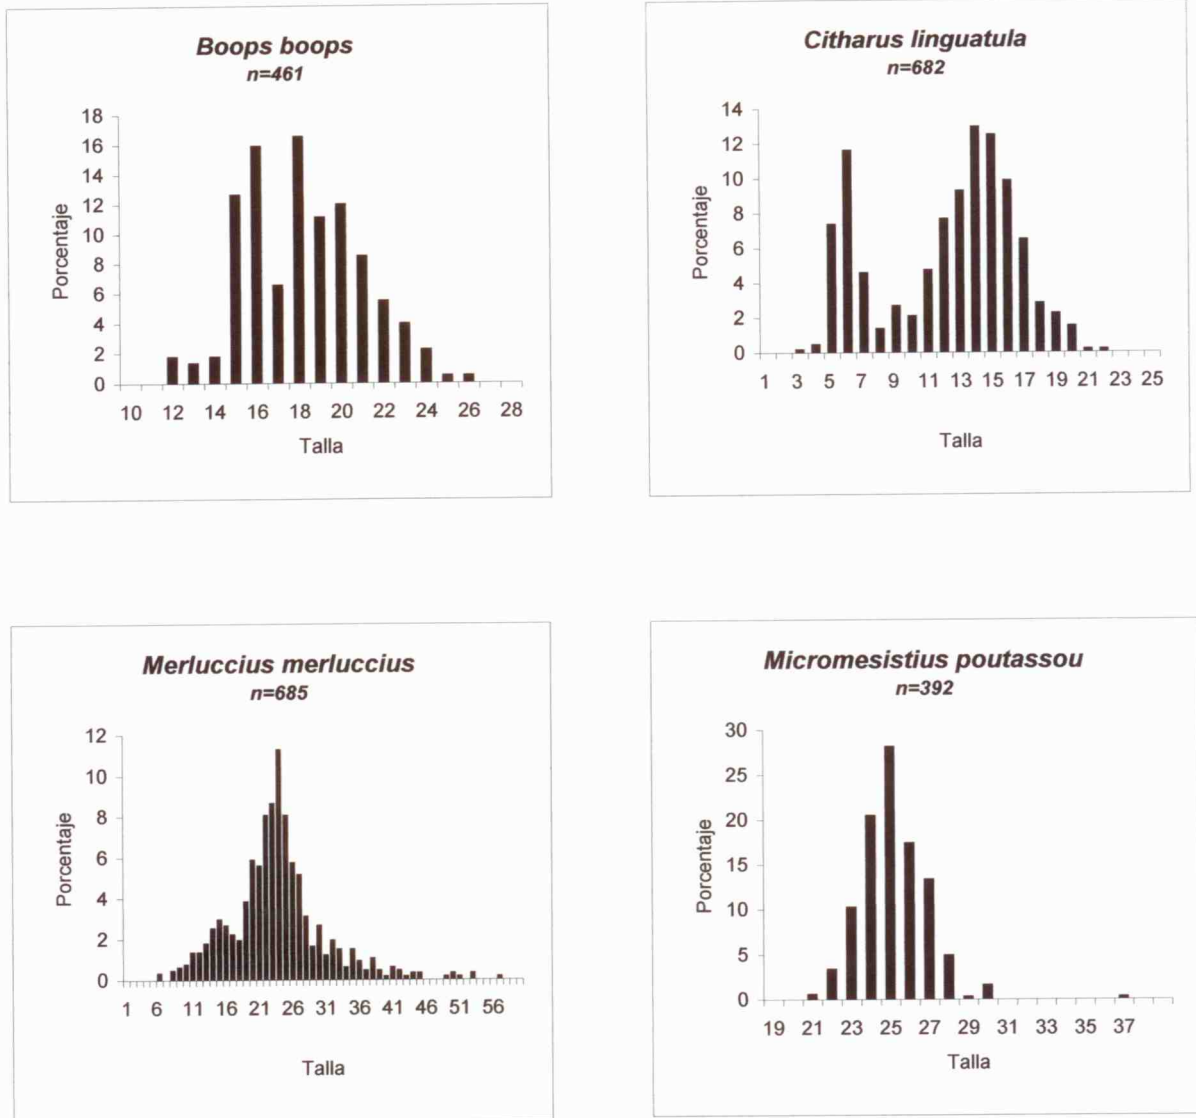 Boops boops
n=461
18
16
14
12
10
8
6
4
2
0
Porcentaje
10 12 14 16 18 20 22 24 26 28
Talla
Citharus linguatula
n=682
14
12
10
8
6
4
2
0
Porcentaje
1 3 5 7 9 11 13 15 17 19 21 23 25
Talla
Merluccius merluccius
n=685
12
10
8
6
4
2
0
Porcentaje
1 6 11 16 21 26 31 36 41 46 51 56
Talla
Micromesistius poutassou
n=392
30
25
20
15
10
5
0
Porcentaje
19 21 23 25 27 29 31 33 35 37
Talla